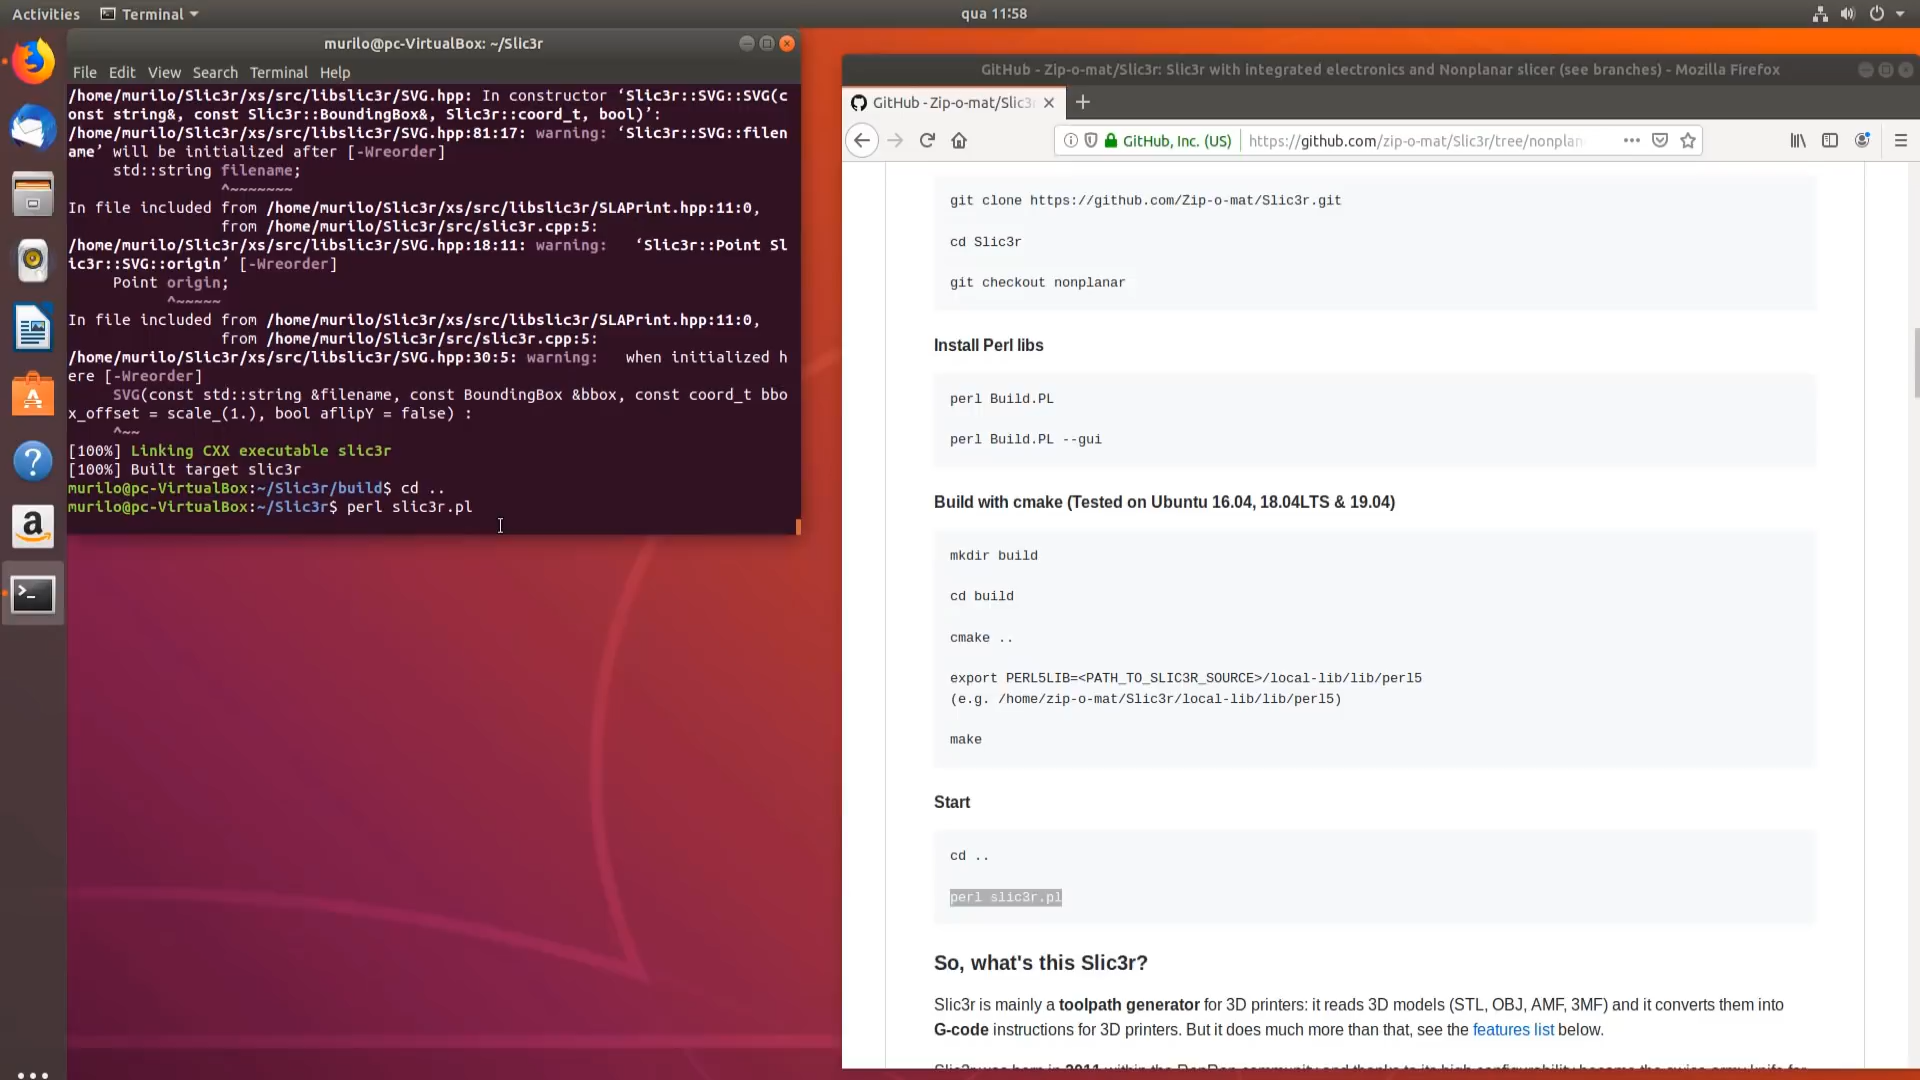 Activities
Terminal
qua 11:58
murilo@pc-VirtualBox: ~/Slic3r
File Edit View Search Terminal Help
/home/murilo/Slic3r/xs/src/libslic3r/SVG.hpp: In constructor ‘Slic3r::SVG::SVG(c
onst string&, const Slic3r::BoundingBox&, Slic3r::coord_t, bool)’:
/home/murilo/Slic3r/xs/src/libslic3r/SVG.hpp:81:17: warning: ‘Slic3r::SVG::filen
ame’ will be initialized after [-Wreorder]
std::string filename;
^~~~~~~~
In file included from /home/murilo/Slic3r/xs/src/libslic3r/SLAPrint.hpp:11:0,
from /home/murilo/Slic3r/src/slic3r.cpp:5:
/home/murilo/Slic3r/xs/src/libslic3r/SVG.hpp:18:11: warning:   ‘Slic3r::Point Sl
ic3r::SVG::origin’ [-Wreorder]
Point origin;
^~~~~~
In file included from /home/murilo/Slic3r/xs/src/libslic3r/SLAPrint.hpp:11:0,
from /home/murilo/Slic3r/src/slic3r.cpp:5:
/home/murilo/Slic3r/xs/src/libslic3r/SVG.hpp:30:5: warning:   when initialized h
ere [-Wreorder]
SVG(const std::string &filename, const BoundingBox &bbox, const coord_t bbo
x_offset = scale_(1.), bool aflipY = false) :
^~~
[100%] Linking CXX executable slic3r
[100%] Built target slic3r
murilo@pc-VirtualBox:~/Slic3r/build$ cd ..
murilo@pc-VirtualBox:~/Slic3r$ perl slic3r.pl
GitHub - Zip-o-mat/Slic3r: Slic3r with integrated electronics and Nonplanar slicer (see branches) - Mozilla Firefox
GitHub - Zip-o-mat/Slic3r
GitHub, Inc. (US)
https://github.com/zip-o-mat/Slic3r/tree/nonplan
git clone https://github.com/Zip-o-mat/Slic3r.git
cd Slic3r
git checkout nonplanar
Install Perl libs
perl Build.PL
perl Build.PL --gui
Build with cmake (Tested on Ubuntu 16.04, 18.04LTS & 19.04)
mkdir build
cd build
cmake ..
export PERL5LIB=<PATH_TO_SLIC3R_SOURCE>/local-lib/lib/perl5
(e.g. /home/zip-o-mat/Slic3r/local-lib/lib/perl5)
make
Start
cd ..
perl slic3r.pl
So, what's this Slic3r?
Slic3r is mainly a toolpath generator for 3D printers: it reads 3D models (STL, OBJ, AMF, 3MF) and it converts them into
G-code instructions for 3D printers. But it does much more than that, see the features list below.